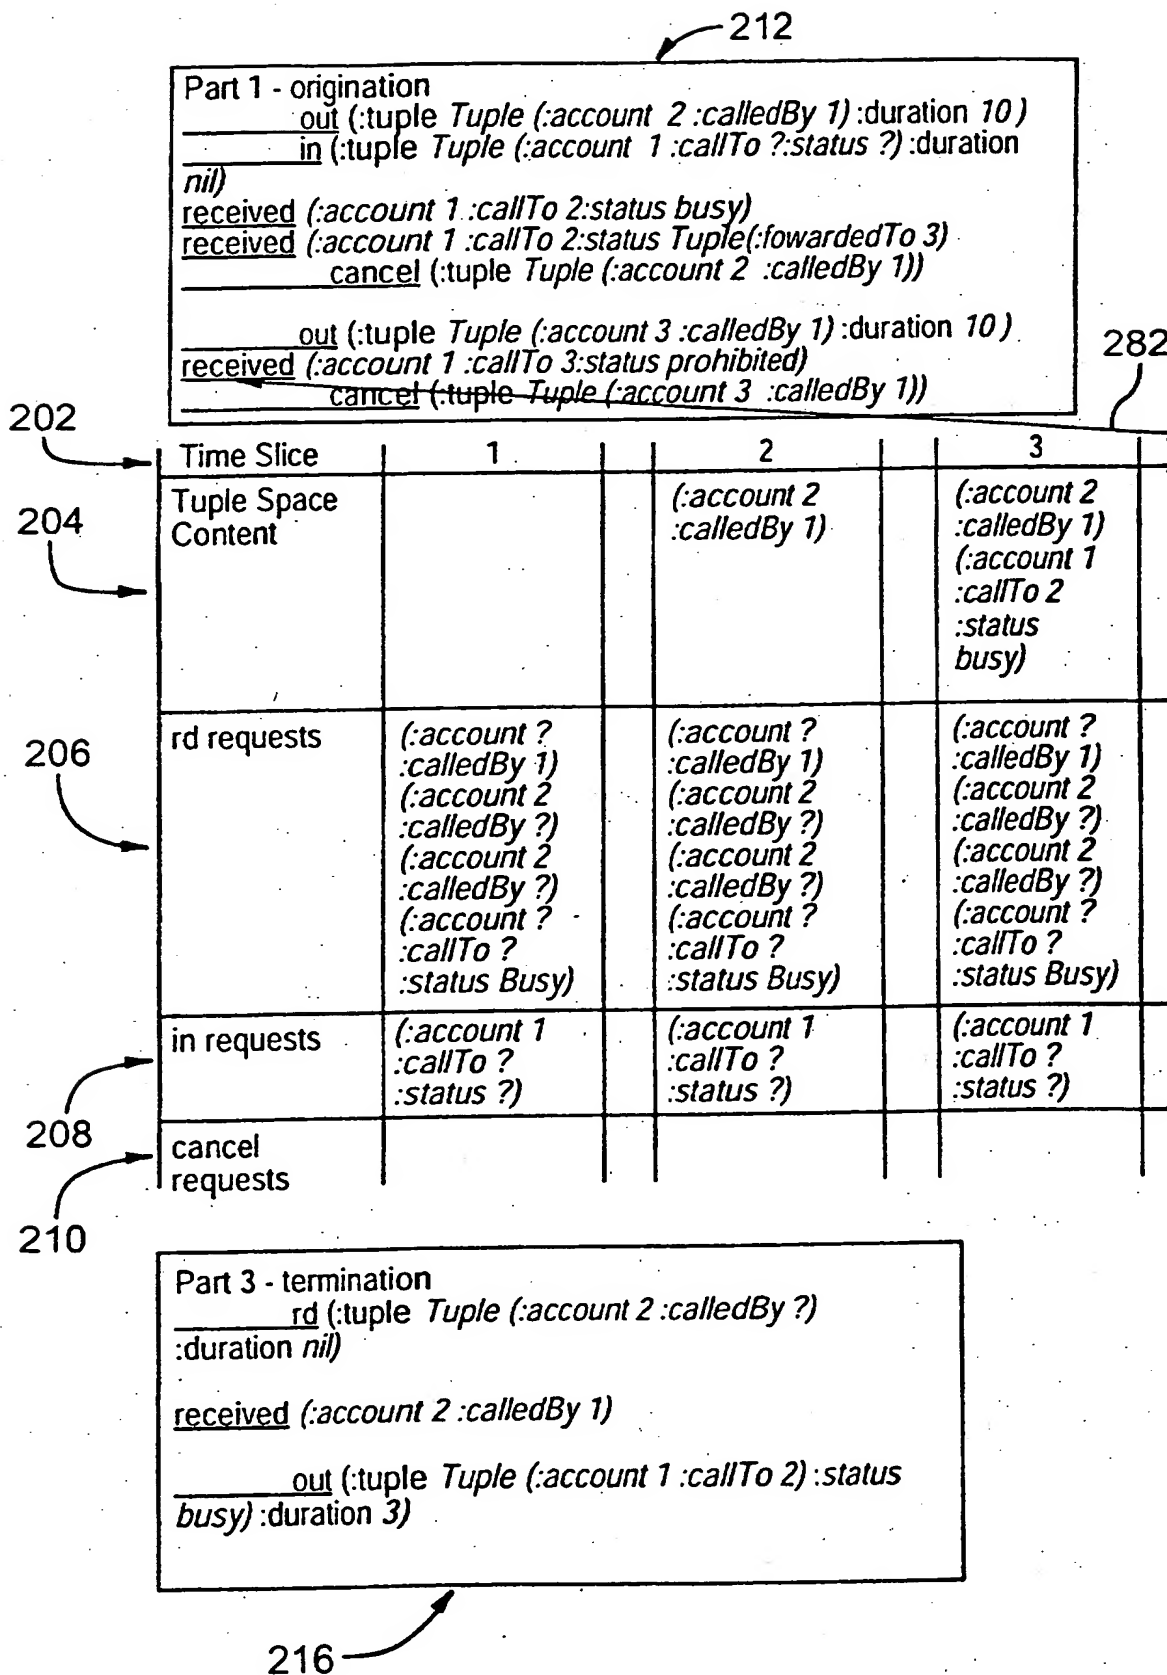 212
Part 1 - origination
out (:tuple Tuple (:account 2 :calledBy 1) :duration 10 )
in (:tuple Tuple (:account 1 :callTo ?:status ?) :duration
nil)
received (:account 1 :callTo 2:status busy)
received (:account 1 :callTo 2:status Tuple(:fowardedTo 3)
cancel (:tuple Tuple (:account 2 :calledBy 1))
out (:tuple Tuple (:account 3 :calledBy 1) :duration 10 )
received (:account 1 :callTo 3:status prohibited)
cancel (:tuple Tuple (:account 3 :calledBy 1))
282
202
Time Slice 1 2 3
204
Tuple Space
Content
(:account 2
:calledBy 1)
(:account 2
:calledBy 1)
(:account 1
:callTo 2
:status
busy)
206
rd requests
(:account ?
:calledBy 1)
(:account 2
:calledBy ?)
(:account 2
:calledBy ?)
(:account ?
:callTo ?
:status Busy)
(:account ?
:calledBy 1)
(:account 2
:calledBy ?)
(:account 2
:calledBy ?)
(:account ?
:callTo ?
:status Busy)
(:account ?
:calledBy 1)
(:account 2
:calledBy ?)
(:account 2
:calledBy ?)
(:account ?
:callTo ?
:status Busy)
208
in requests
(:account 1
:callTo ?
:status ?)
(:account 1
:callTo ?
:status ?)
(:account 1
:callTo ?
:status ?)
210
cancel
requests
Part 3 - termination
rd (:tuple Tuple (:account 2 :calledBy ?)
:duration nil)
received (:account 2 :calledBy 1)
out (:tuple Tuple (:account 1 :callTo 2) :status
busy) :duration 3)
216